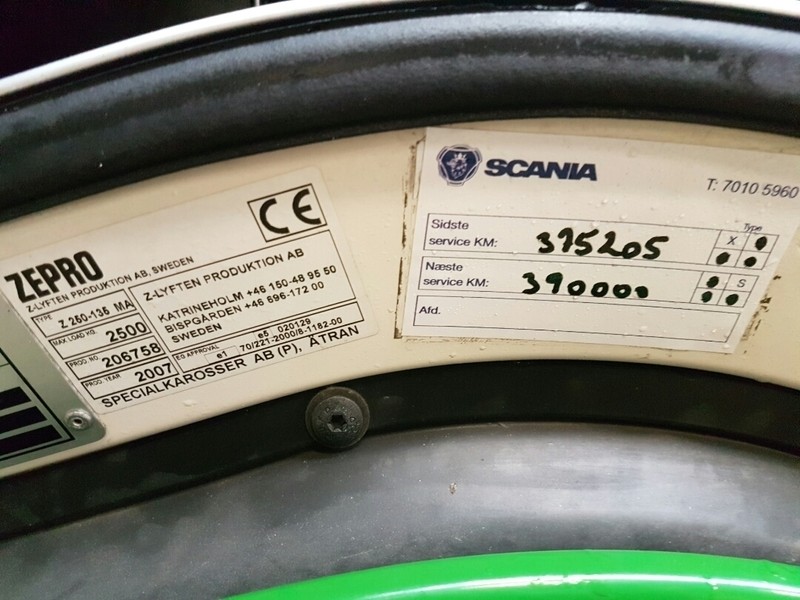 ZEPRO
Z-LYFTEN PRODUKTION AB, SWEDEN
TYPE Z 250-135 MA
MAX LOAD KG. 2500
PROD. NO. 206758
PROD. YEAR 2007
CE
Z-LYFTEN PRODUKTION AB
KATRINEHOLM +46 150-48 95 50
BISPGÅRDEN +46 696-172 00
SWEDEN
EG APPROVAL e5 020129
e1 70/221-2000/8-1182-00
SPECIALKAROSSER AB (P), ÄTRAN
SCANIA
T: 7010 5960
Type
Sidste
service KM: 375205 X
Næste
service KM: 390000 S
Afd.